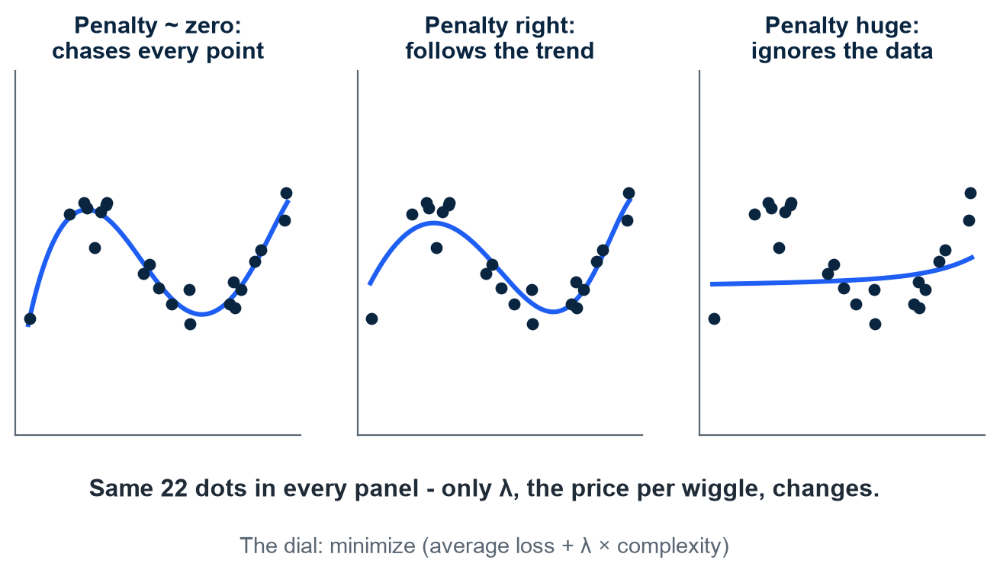 Penalty ~ zero:
chases every point
Penalty right:
follows the trend
Penalty huge:
ignores the data
Same 22 dots in every panel - only λ, the price per wiggle, changes.
The dial: minimize (average loss + λ × complexity)